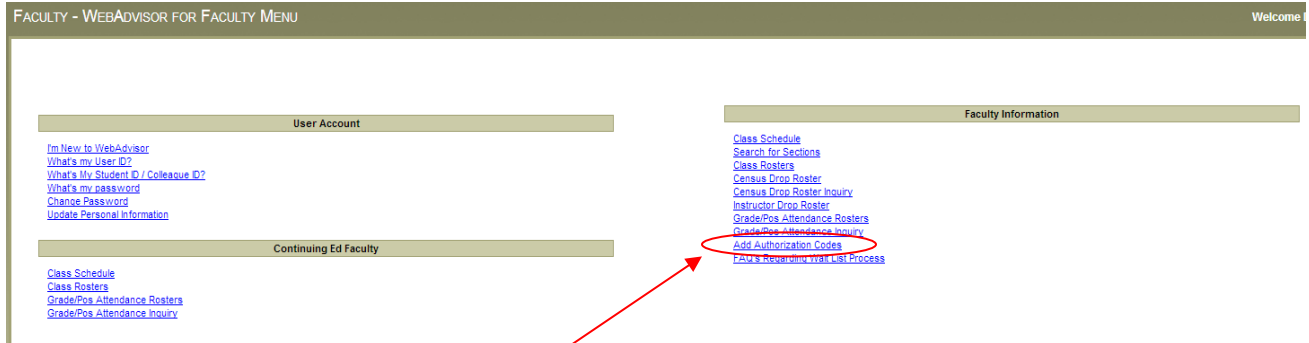 FACULTY - WEBADVISOR FOR FACULTY MENU
Welcome
User Account
I'm New to WebAdvisor
What's my User ID?
What's My Student ID / Colleague ID?
What's my password
Change Password
Update Personal Information
Continuing Ed Faculty
Class Schedule
Class Rosters
Grade/Pos Attendance Rosters
Grade/Pos Attendance Inquiry
Faculty Information
Class Schedule
Search for Sections
Class Rosters
Census Drop Roster
Census Drop Roster Inquiry
Instructor Drop Roster
Grade/Pos Attendance Rosters
Grade/Pos Attendance Inquiry
Add Authorization Codes
FAQ's Regarding Wait List Process